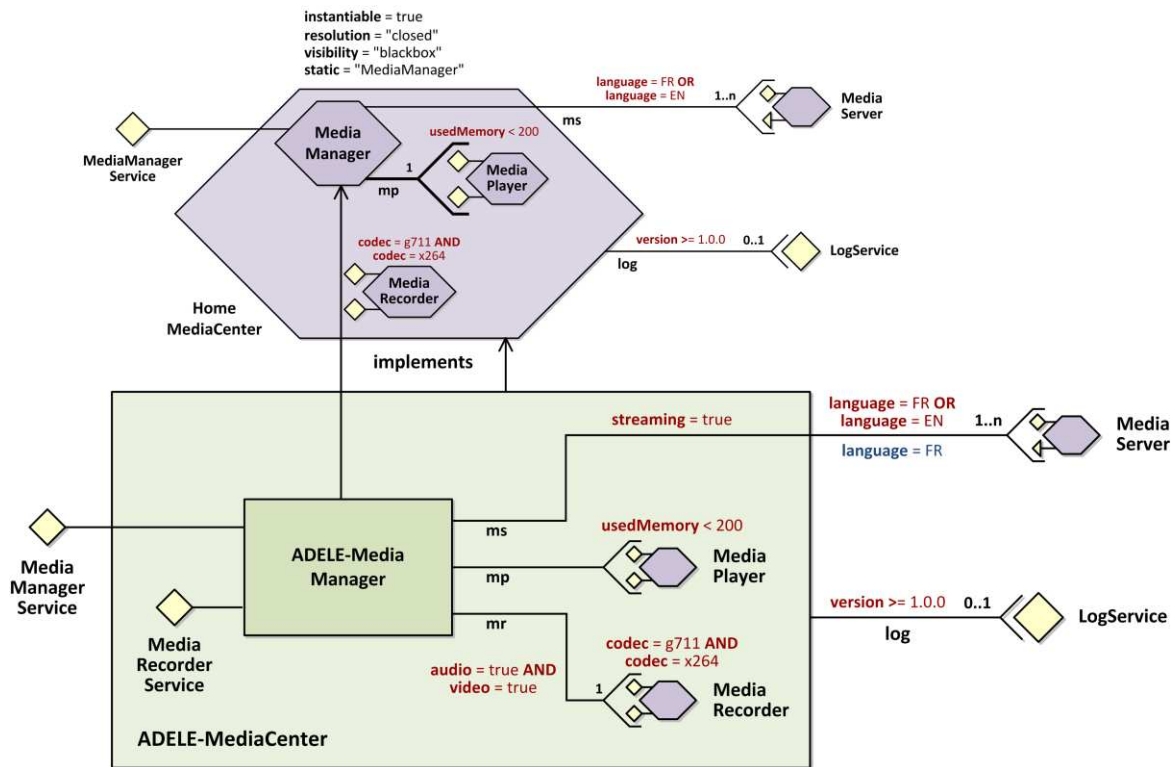 instantiable = true
resolution = "closed"
visibility = "blackbox"
static = "MediaManager"
language = FR OR
language = EN
1..n
Media
Server
ms
MediaManager
Service
Media
Manager
usedMemory < 200
1
mp
Media
Player
codec = g711 AND
codec = x264
Media
Recorder
version >= 1.0.0
0..1
log
LogService
Home
MediaCenter
implements
streaming = true
language = FR OR
language = EN
1..n
language = FR
Media
Server
ms
ADELE-Media
Manager
usedMemory < 200
mp
Media
Player
Media
Manager
Service
Media
Recorder
Service
mr
audio = true AND
video = true
codec = g711 AND
codec = x264
1
Media
Recorder
version >= 1.0.0
0..1
log
LogService
ADELE-MediaCenter